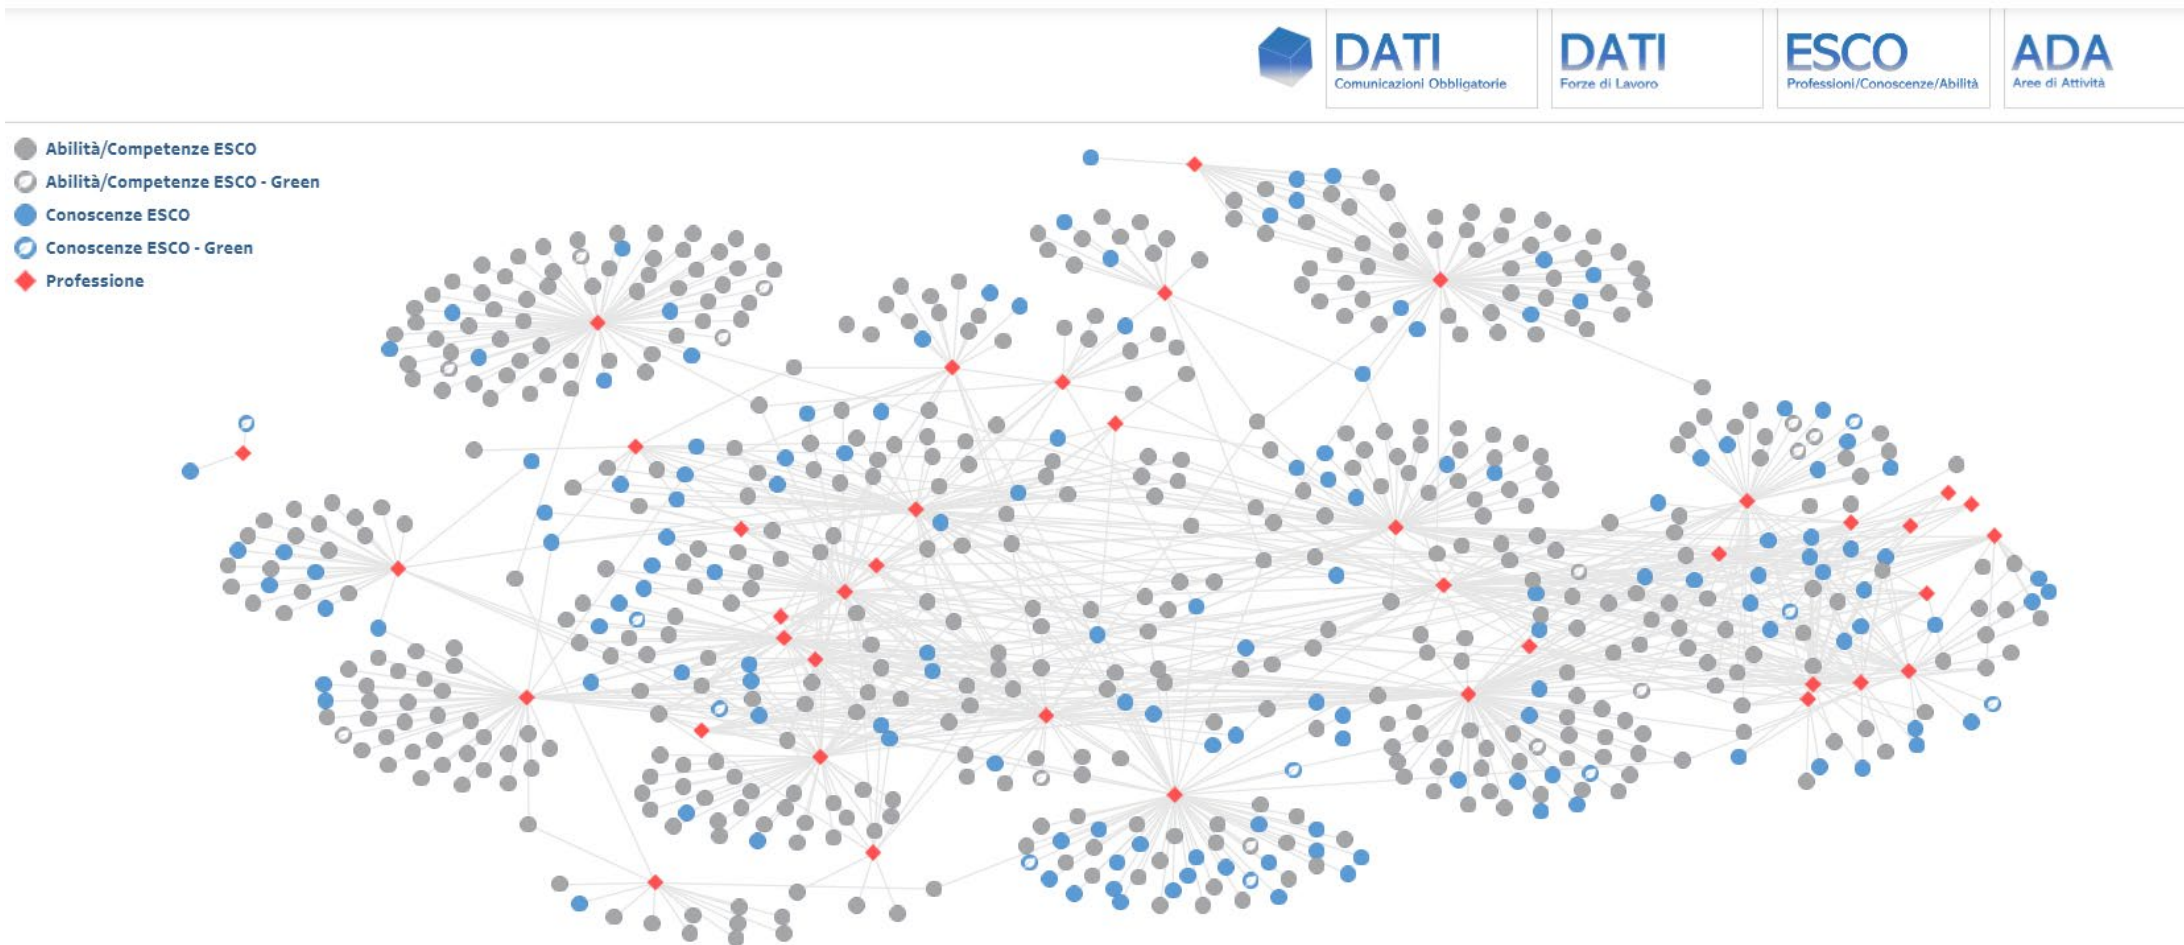 DATI
Comunicazioni Obbligatorie
DATI
Forze di Lavoro
ESCO
Professioni/Conoscenze/Abilità
ADA
Aree di Attività
Abilità/Competenze ESCO
Abilità/Competenze ESCO - Green
Conoscenze ESCO
Conoscenze ESCO - Green
Professione